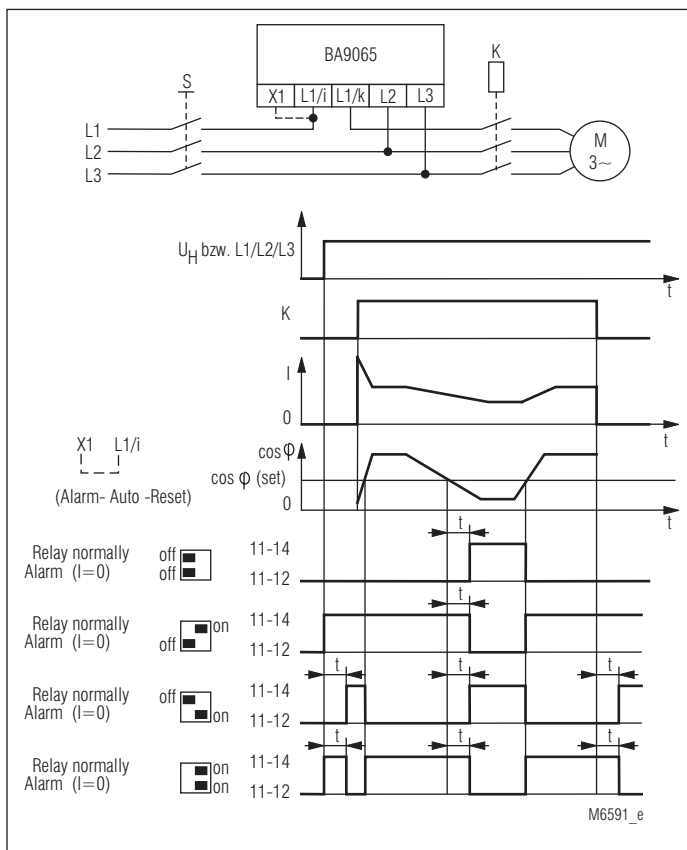 BA9065
K
S
X1 L1/i L1/k L2 L3
L1
L2
L3
M
3~
U_H bzw. L1/L2/L3
t
K
I
0
t
X1 L1/i
(Alarm- Auto -Reset)
cos φ
cos φ (set)
0
t
Relay normally off
Alarm (I=0) off
11-14
11-12
t
Relay normally on
Alarm (I=0) off
11-14
11-12
t
Relay normally off
Alarm (I=0) on
11-14
11-12
t t t
Relay normally on
Alarm (I=0) on
11-14
11-12
t t t
M6591_e